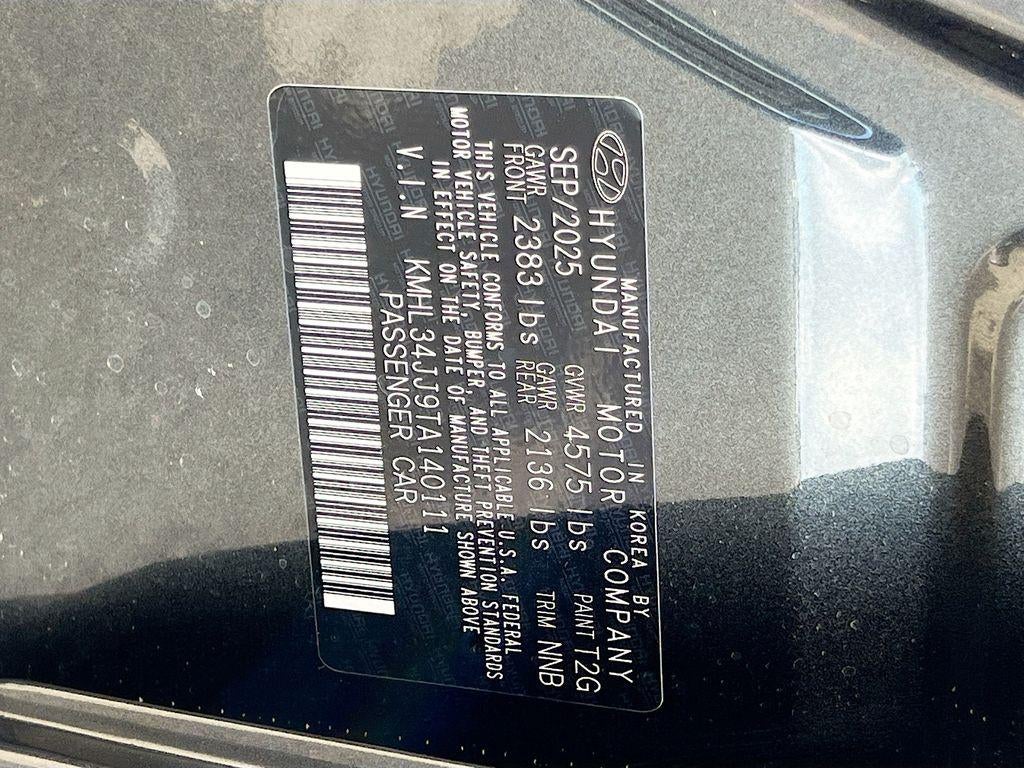 MANUFACTURED IN KOREA BY
HYUNDAI MOTOR COMPANY
SEP/2025 GVWR 4575 lbs PAINT T2G
GAWR FRONT 2383 lbs GAWR REAR 2136 lbs TRIM NNB
THIS VEHICLE CONFORMS TO ALL APPLICABLE U.S.A. FEDERAL
MOTOR VEHICLE SAFETY, BUMPER, AND THEFT PREVENTION STANDARDS
IN EFFECT ON THE DATE OF MANUFACTURE SHOWN ABOVE
V.I.N KMHL34JJ9TA140111
PASSENGER CAR